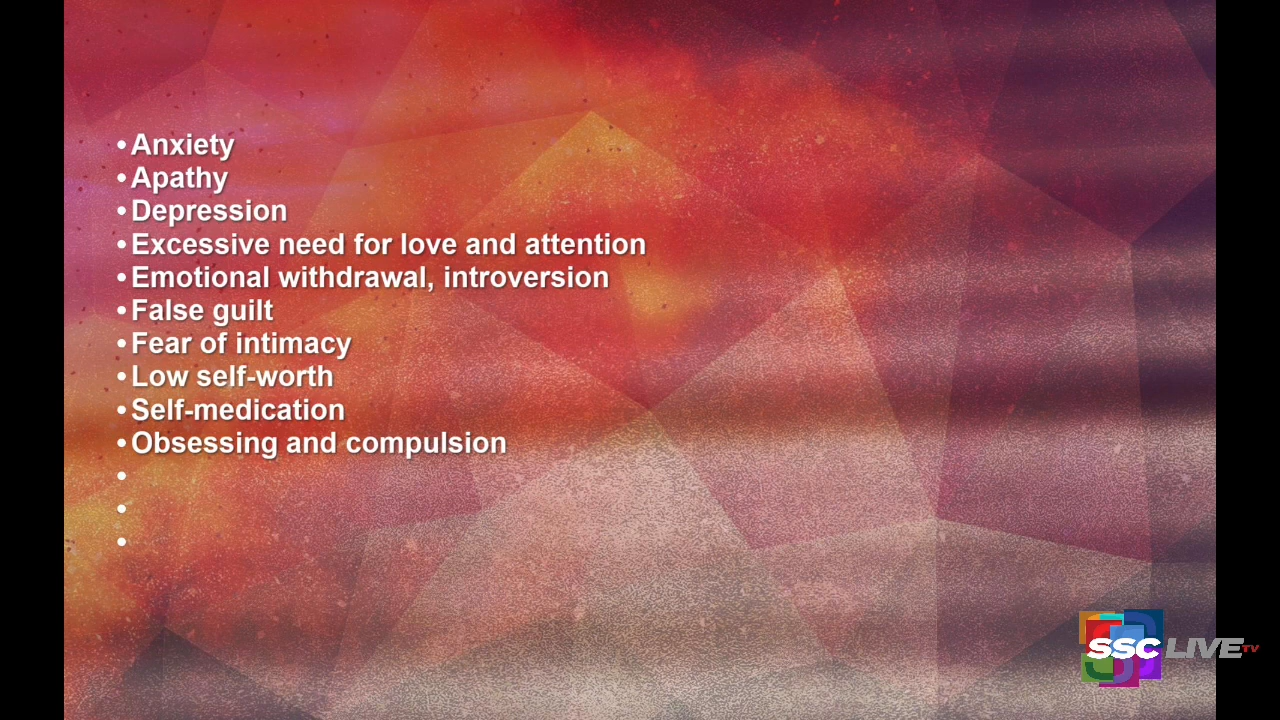 • Anxiety
• Apathy
• Depression
• Excessive need for love and attention
• Emotional withdrawal, introversion
• False guilt
• Fear of intimacy
• Low self-worth
• Self-medication
• Obsessing and compulsion
•
•
•
SSC LIVE TV